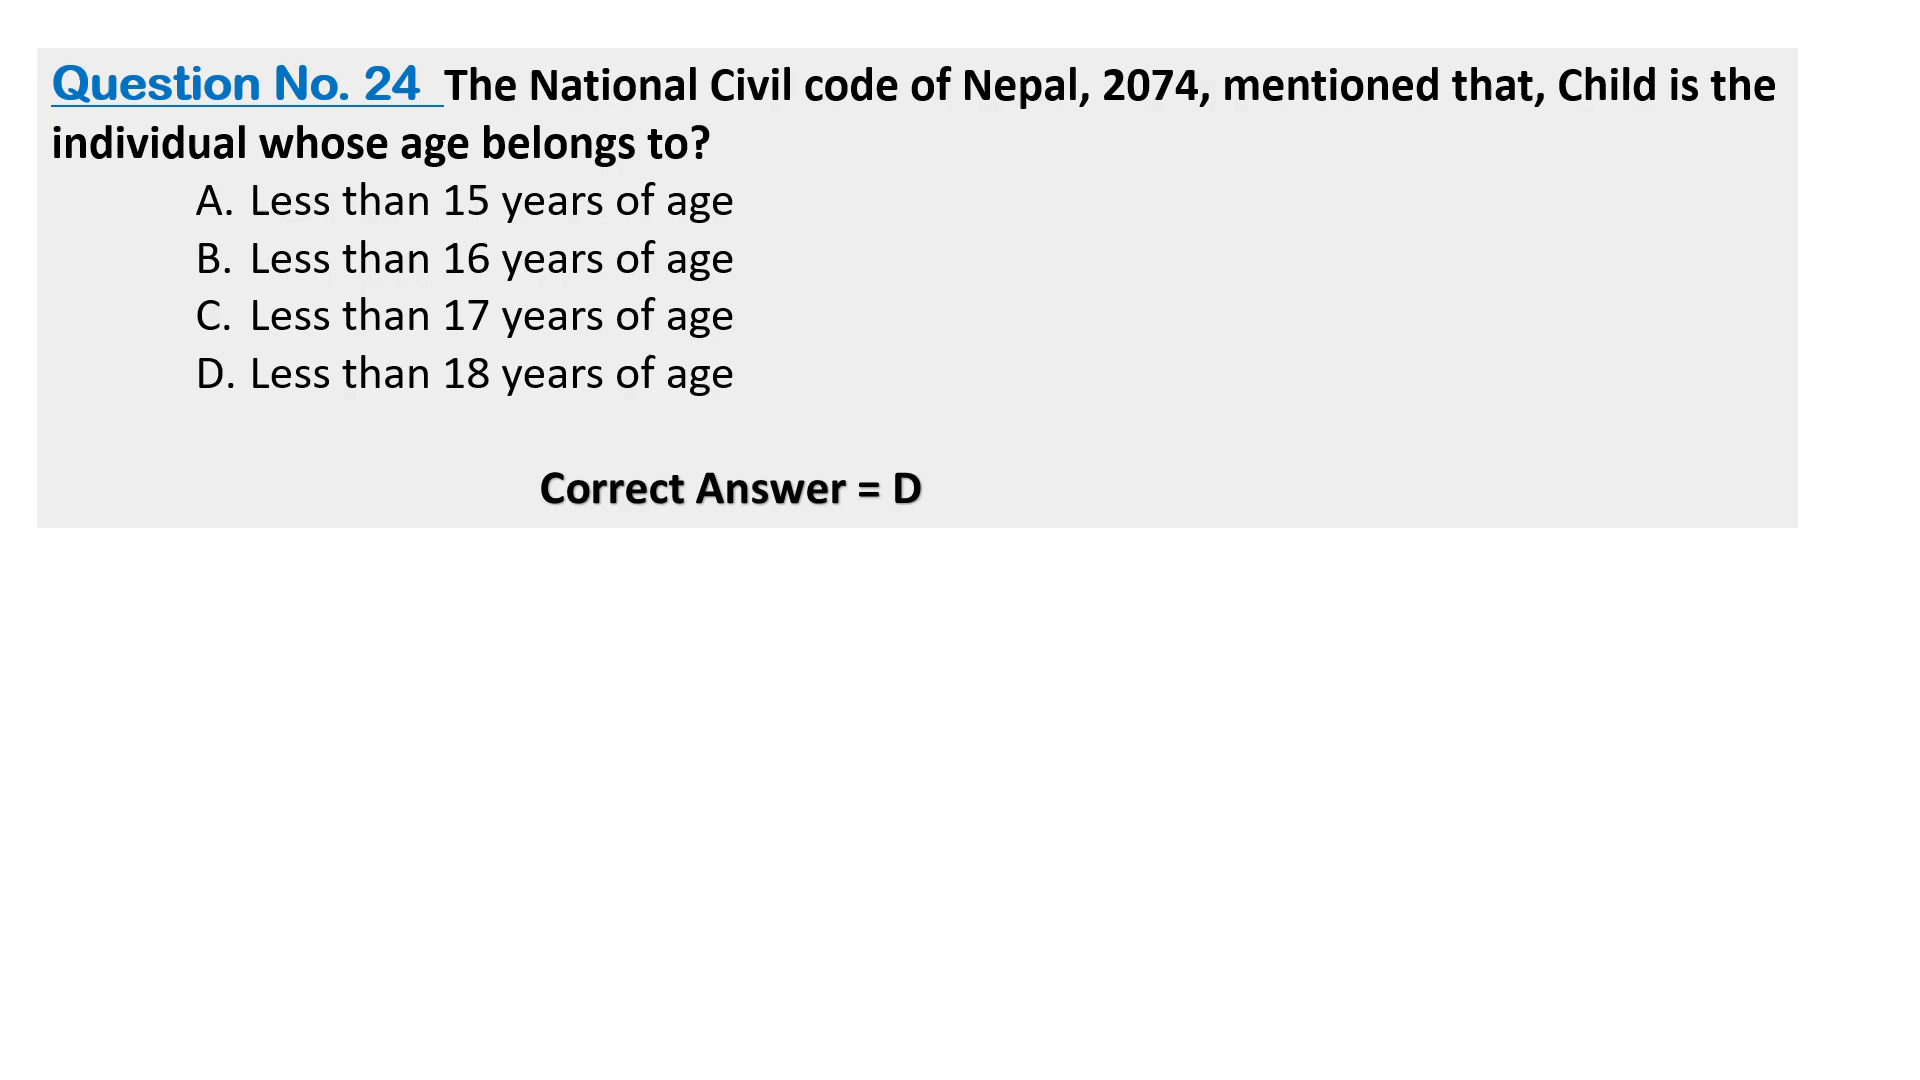 Question No. 24 The National Civil code of Nepal, 2074, mentioned that, Child is the
individual whose age belongs to?
A. Less than 15 years of age
B. Less than 16 years of age
C. Less than 17 years of age
D. Less than 18 years of age
Correct Answer = D